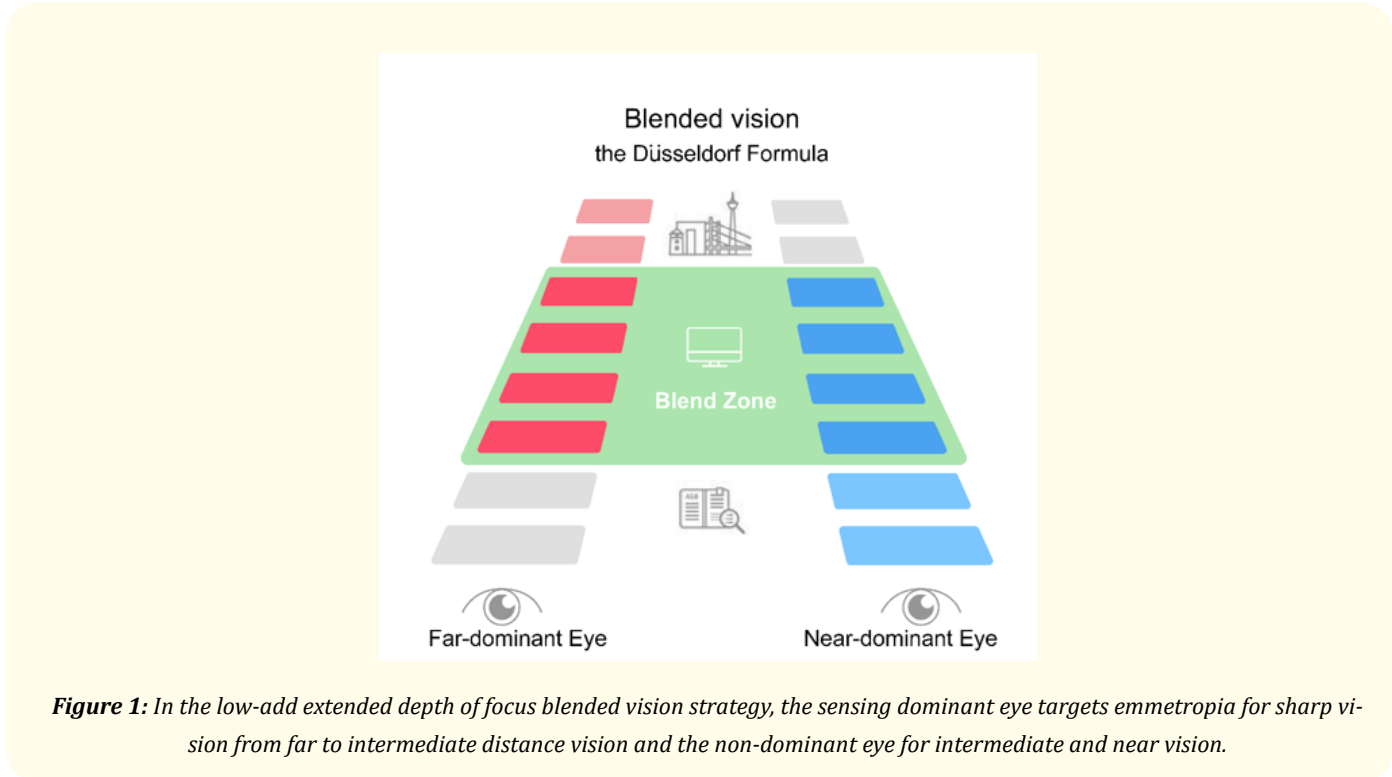 Blended vision
the Düsseldorf Formula
Blend Zone
AGB
Far-dominant Eye
Near-dominant Eye
Figure 1: In the low-add extended depth of focus blended vision strategy, the sensing dominant eye targets emmetropia for sharp vi-
sion from far to intermediate distance vision and the non-dominant eye for intermediate and near vision.